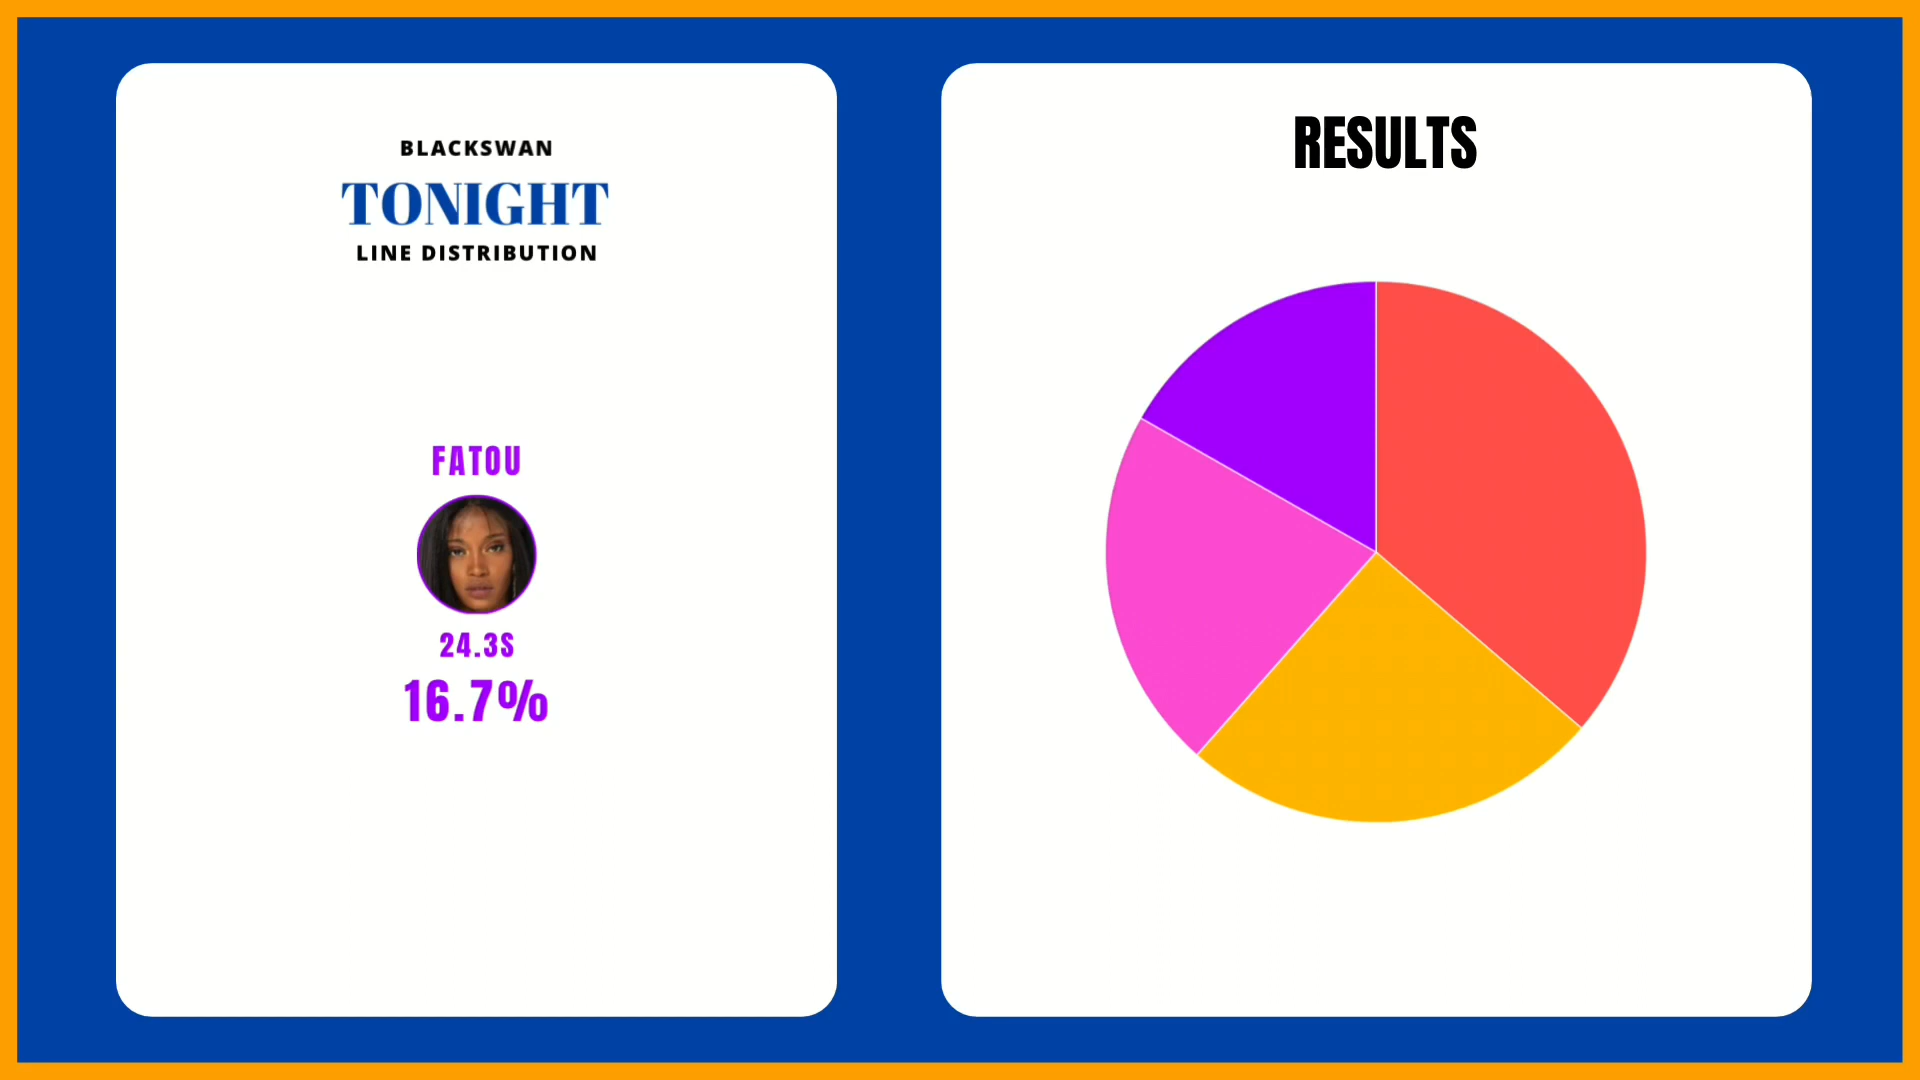 BLACKSWAN
TONIGHT
LINE DISTRIBUTION
FATOU
24.3S
16.7%
RESULTS